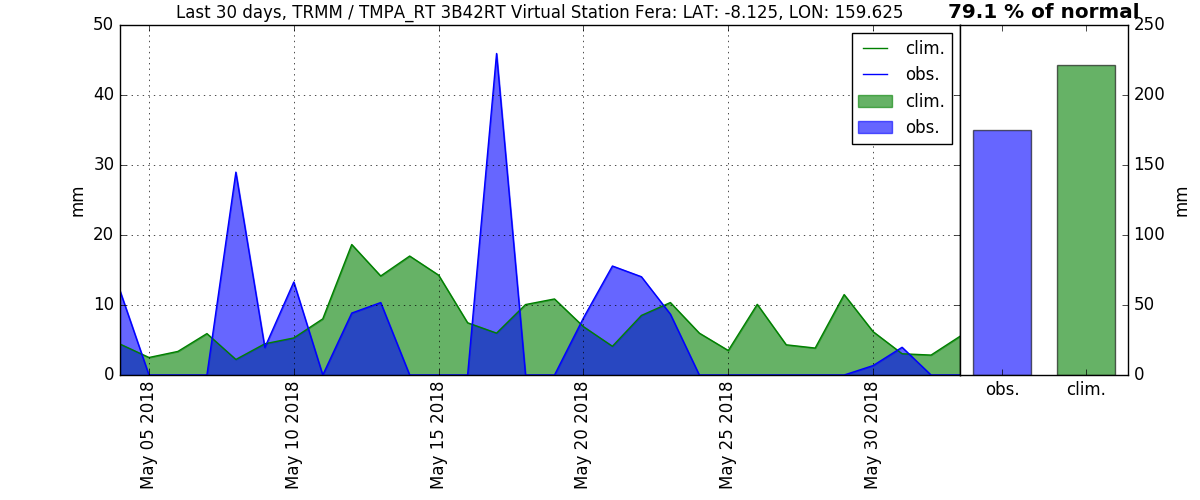 Last 30 days, TRMM / TMPA_RT 3B42RT Virtual Station Fera: LAT: -8.125, LON: 159.625
79.1 % of normal
50
40
30
20
10
0
mm
clim.
obs.
clim.
obs.
250
200
150
100
50
0
mm
obs.
clim.
May 05 2018
May 10 2018
May 15 2018
May 20 2018
May 25 2018
May 30 2018